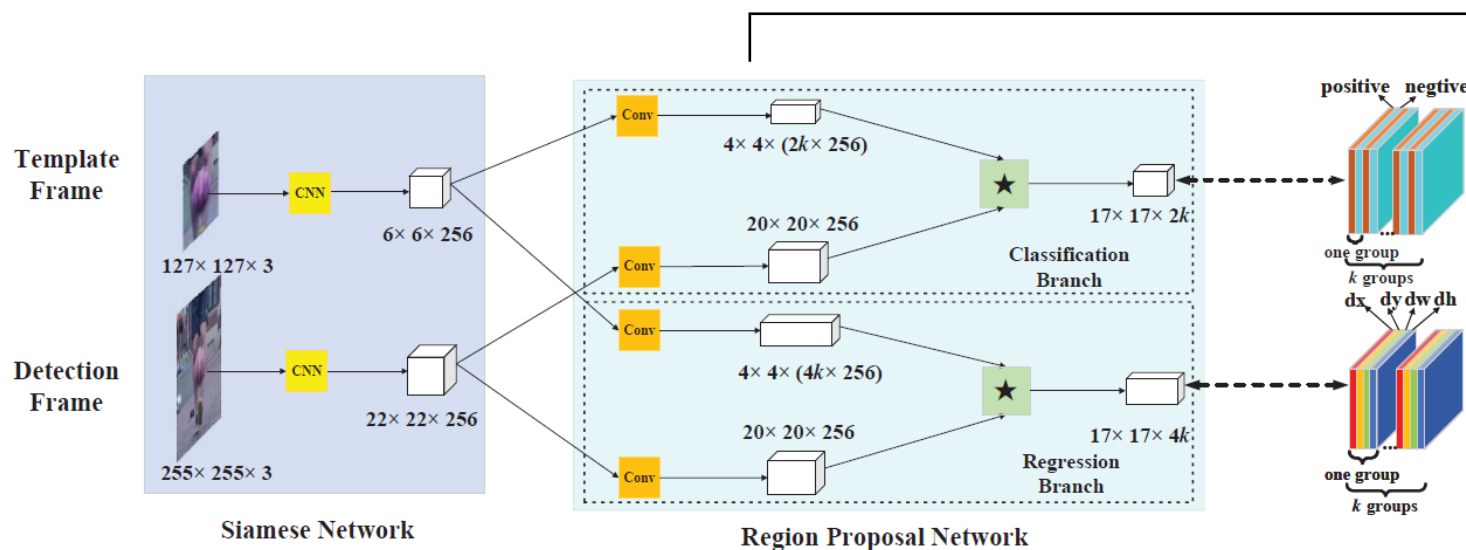 Template
Frame
127× 127× 3
CNN
6× 6× 256
Detection
Frame
255× 255× 3
CNN
22× 22× 256
Siamese Network
Conv
4× 4× (2k× 256)
Conv
20× 20× 256
★
17× 17× 2k
Classification
Branch
Conv
4× 4× (4k× 256)
Conv
20× 20× 256
★
17× 17× 4k
Regression
Branch
Region Proposal Network
positive negtive
...
one group
k groups
dx dy dw dh
...
one group
k groups